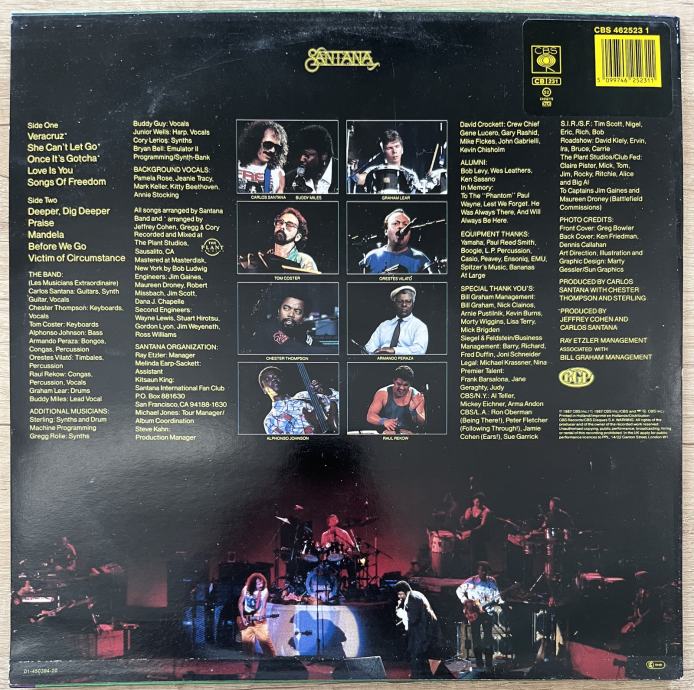 SANTANA
CBS 462523 1
CBS
CB 231
5 099746 252311
Side One
Veracruz*
She Can't Let Go*
Once It's Gotcha*
Love Is You
Songs Of Freedom
Side Two
Deeper, Dig Deeper
Praise
Mandela
Before We Go
Victim of Circumstance
THE BAND:
(Les Musicians Extraordinaire)
Carlos Santana: Guitars, Synth
Guitar, Vocals
Chester Thompson: Keyboards,
Vocals
Tom Coster: Keyboards
Alphonso Johnson: Bass
Armando Peraza: Bongos,
Congas, Percussion
Orestes Vilató: Timbales,
Percussion
Raul Rekow: Congas,
Percussion, Vocals
Graham Lear: Drums
Buddy Miles: Lead Vocal
ADDITIONAL MUSICIANS:
Sterling: Synths and Drum
Machine Programming
Gregg Rolie: Synths
Buddy Guy: Vocals
Junior Wells: Harp, Vocals
Cory Lerios: Synths
Bryan Bell: Emulator II
Programming/Synth-Bank
BACKGROUND VOCALS:
Pamela Rose, Jeanie Tracy,
Mark Keller, Kitty Beethoven,
Annie Stocking
All songs arranged by Santana
Band and * arranged by
Jeffrey Cohen, Gregg & Cory
Recorded and Mixed at
The Plant Studios,
Sausalito, CA
Mastered at Masterdisk,
New York by Bob Ludwig
Engineers: Jim Gaines,
Maureen Droney, Robert
Missbach, Jim Scott,
Dana J. Chapelle
Second Engineers:
Wayne Lewis, Stuart Hirotsu,
Gordon Lyon, Jim Weyeneth,
Ross Williams
SANTANA ORGANIZATION:
Ray Etzler: Manager
Melinda Earp-Sackett:
Assistant
Kitsaun King:
Santana International Fan Club
P.O. Box 881630
San Francisco, CA 94188-1630
Michael Jones: Tour Manager/
Album Coordination
Steve Kahn:
Production Manager
THE
PLANT
CARLOS SANTANA BUDDY MILES
GRAHAM LEAR
TOM COSTER
ORESTES VILATÓ
CHESTER THOMPSON
ARMANDO PERAZA
ALPHONSO JOHNSON
RAUL REKOW
David Crockett: Crew Chief
Gene Lucero, Gary Rashid,
Mike Fickes, John Gabrielli,
Kevin Chisholm
ALUMNI:
Bob Levy, Wes Leathers,
Ken Sassano
In Memory:
To The "Phantom" Paul
Wayne, Lest We Forget. He
Was Always There, And Will
Always Be Here.
EQUIPMENT THANKS:
Yamaha, Paul Reed Smith,
Boogie, L.P. Percussion,
Casio, Peavey, Ensoniq, EMU,
Spitzer's Music, Bananas
At Large
SPECIAL THANK YOU'S:
Bill Graham Management:
Bill Graham, Nick Clainos,
Arnie Pustilnik, Kevin Burns,
Morty Wiggins, Lisa Terry,
Mick Brigden
Siegel & Feldstein/Business
Management: Barry, Richard,
Fred Duffin, Joni Schneider
Legal: Michael Krassner, Nina
Premier Talent:
Frank Barsalona, Jane
Geraghty, Judy
CBS/N.Y.: Al Teller,
Mickey Eichner, Arma Andon
CBS/L.A.: Ron Oberman
(Being There!), Peter Fletcher
(Following Through!), Jamie
Cohen (Ears!), Sue Garrick
S.I.R./S.F.: Tim Scott, Nigel,
Eric, Rich, Bob
Roadshow: David Kiely, Ervin,
Ira, Bruce, Carrie
The Plant Studios/Club Fed:
Claire Pister, Mick, Tom,
Jim, Rocky, Ritchie, Alice
and Big Al
To Captains Jim Gaines and
Maureen Droney (Battlefield
Commissions)
PHOTO CREDITS:
Front Cover: Greg Bowler
Back Cover: Ken Friedman,
Dennis Callahan
Art Direction, Illustration and
Graphic Design: Marty
Gessler/Sun Graphics
PRODUCED BY CARLOS
SANTANA WITH CHESTER
THOMPSON AND STERLING
*PRODUCED BY
JEFFREY COHEN AND
CARLOS SANTANA
RAY ETZLER MANAGEMENT
ASSOCIATED WITH
BILL GRAHAM MANAGEMENT
BGP
01-450394-20